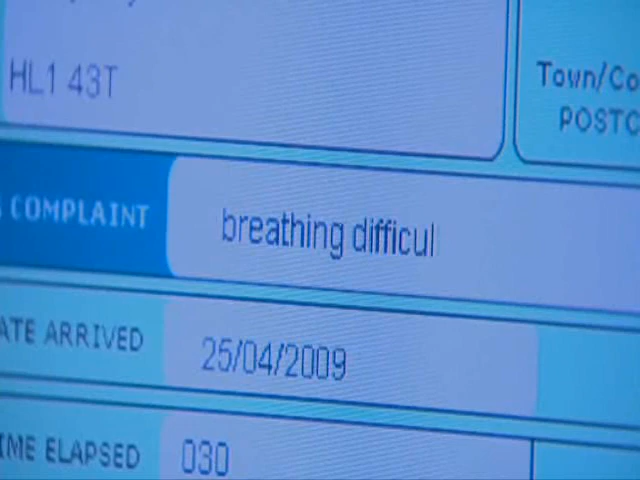 HL1 43T
Town/Co
POSTC
COMPLAINT
breathing difficul
ATE ARRIVED
25/04/2009
IME ELAPSED
030